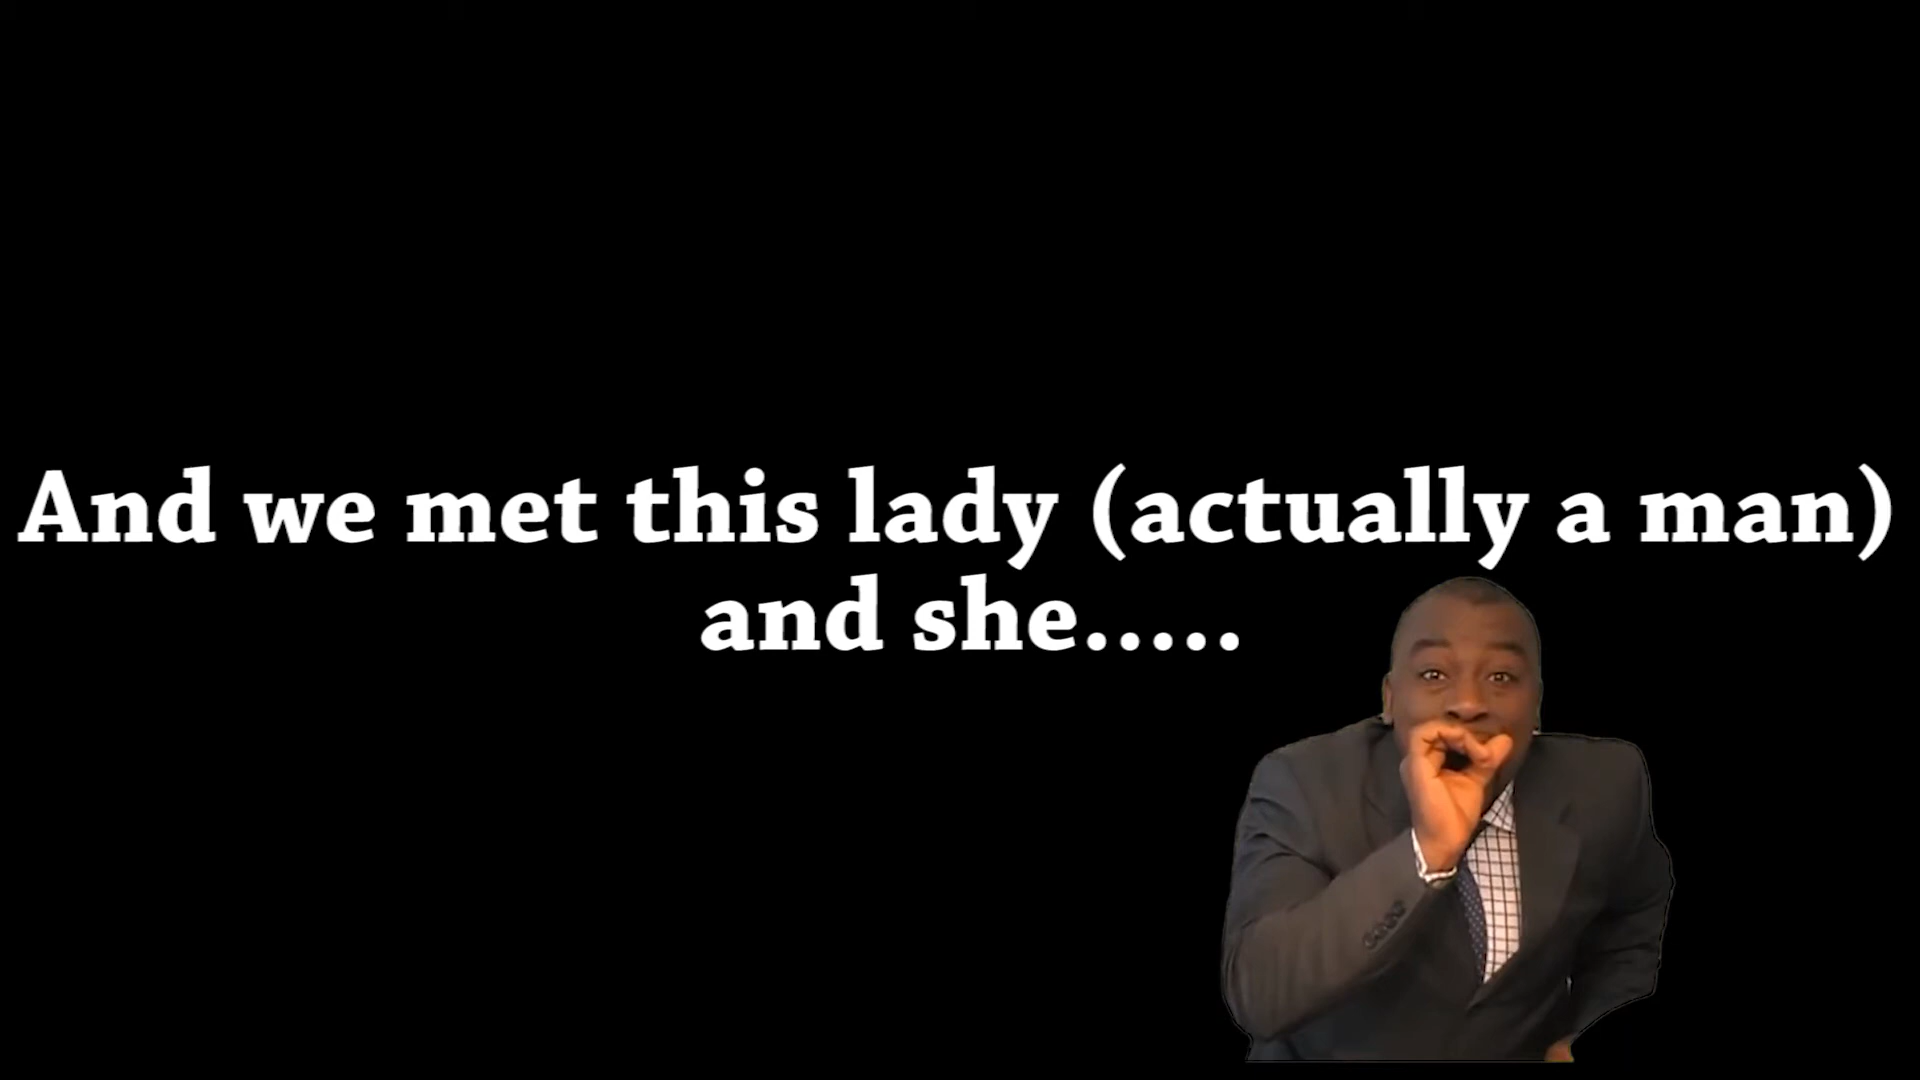 And we met this lady (actually a man)
and she.....